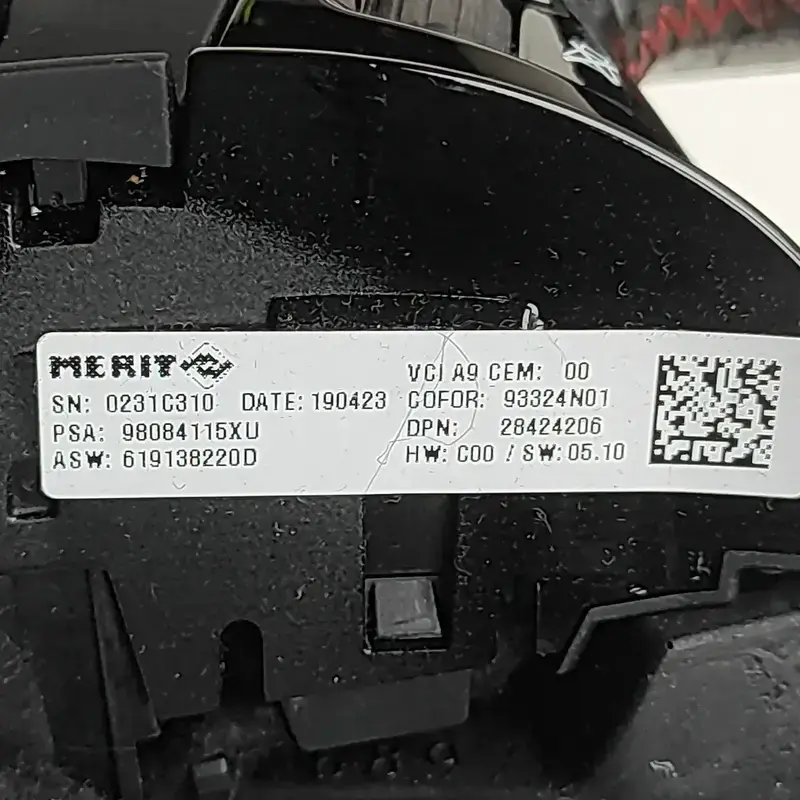 MERIT
SN: 0231C310 DATE: 190423
PSA: 98084115XU
ASW: 619138220D
VCI A9 CEM: 00
COFOR: 93324N01
DPN: 28424206
HW: C00 / SW: 05.10